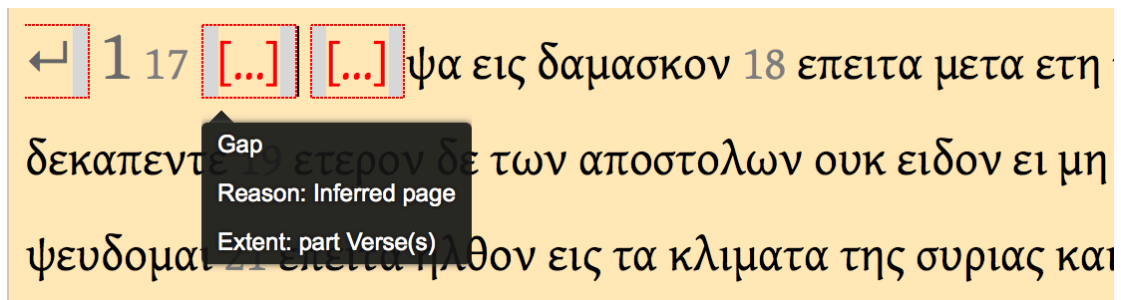 ↵ 1 17 [...] [...] ψα εις δαμασκον 18 επειτα μετα ετη
Gap
δεκαπεντε 19 ετερον δε των αποστολων ουκ ειδον ει μη
Reason: Inferred page
Extent: part Verse(s)
ψευδομαι 21 επειτα ηλθον εις τα κλιματα της συριας και